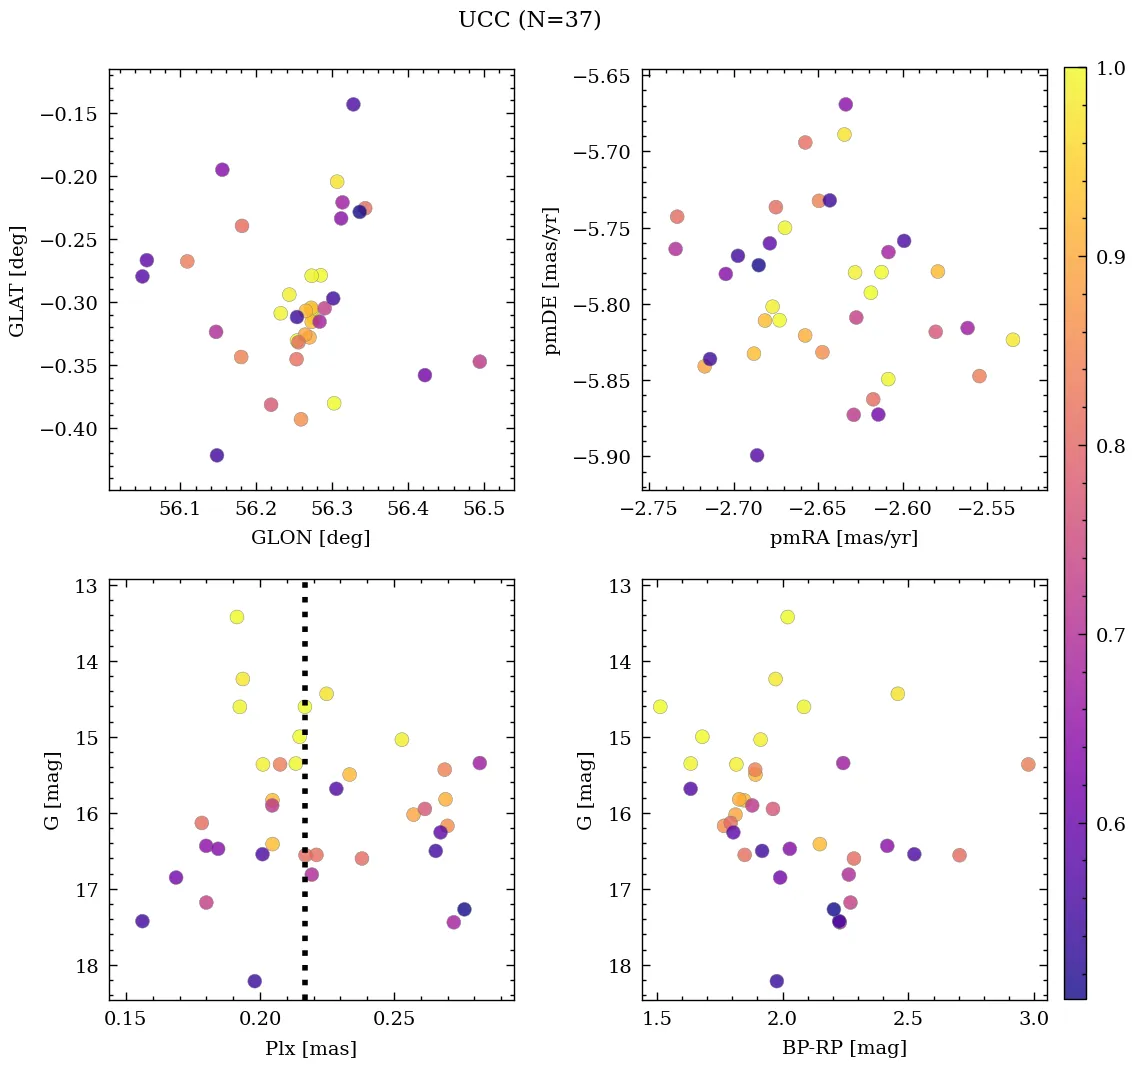 UCC (N=37)
−0.15
−0.20
−0.25
−0.30
−0.35
−0.40
GLAT [deg]
56.1 56.2 56.3 56.4 56.5
GLON [deg]
−5.65
−5.70
−5.75
−5.80
−5.85
−5.90
pmDE [mas/yr]
−2.75 −2.70 −2.65 −2.60 −2.55
pmRA [mas/yr]
1.0
0.9
0.8
0.7
0.6
13
14
15
16
17
18
G [mag]
0.15 0.20 0.25
Plx [mas]
13
14
15
16
17
18
G [mag]
1.5 2.0 2.5 3.0
BP-RP [mag]